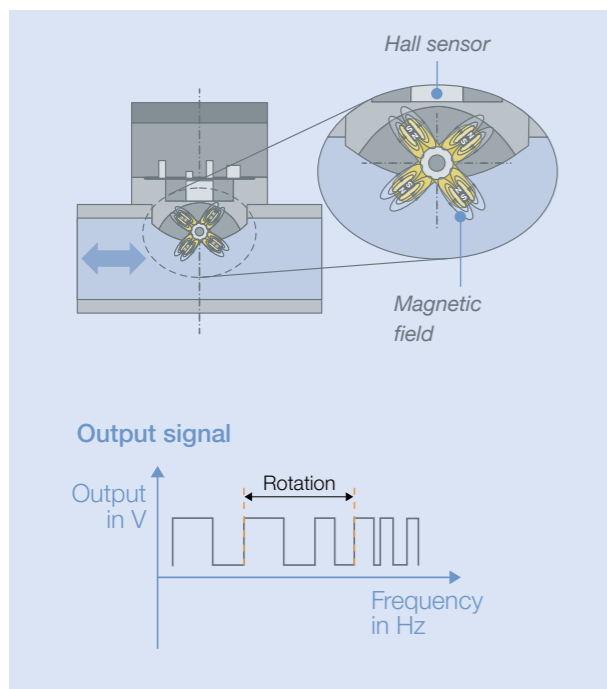 Hall sensor
Magnetic
field
Output signal
Output
in V
Rotation
Frequency
in Hz